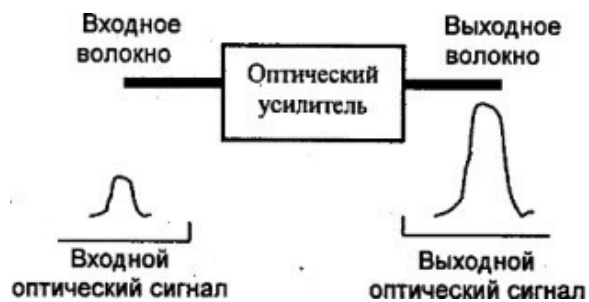 Входное
волокно
Оптический
усилитель
Выходное
волокно
Входной
оптический сигнал
Выходной
оптический сигнал